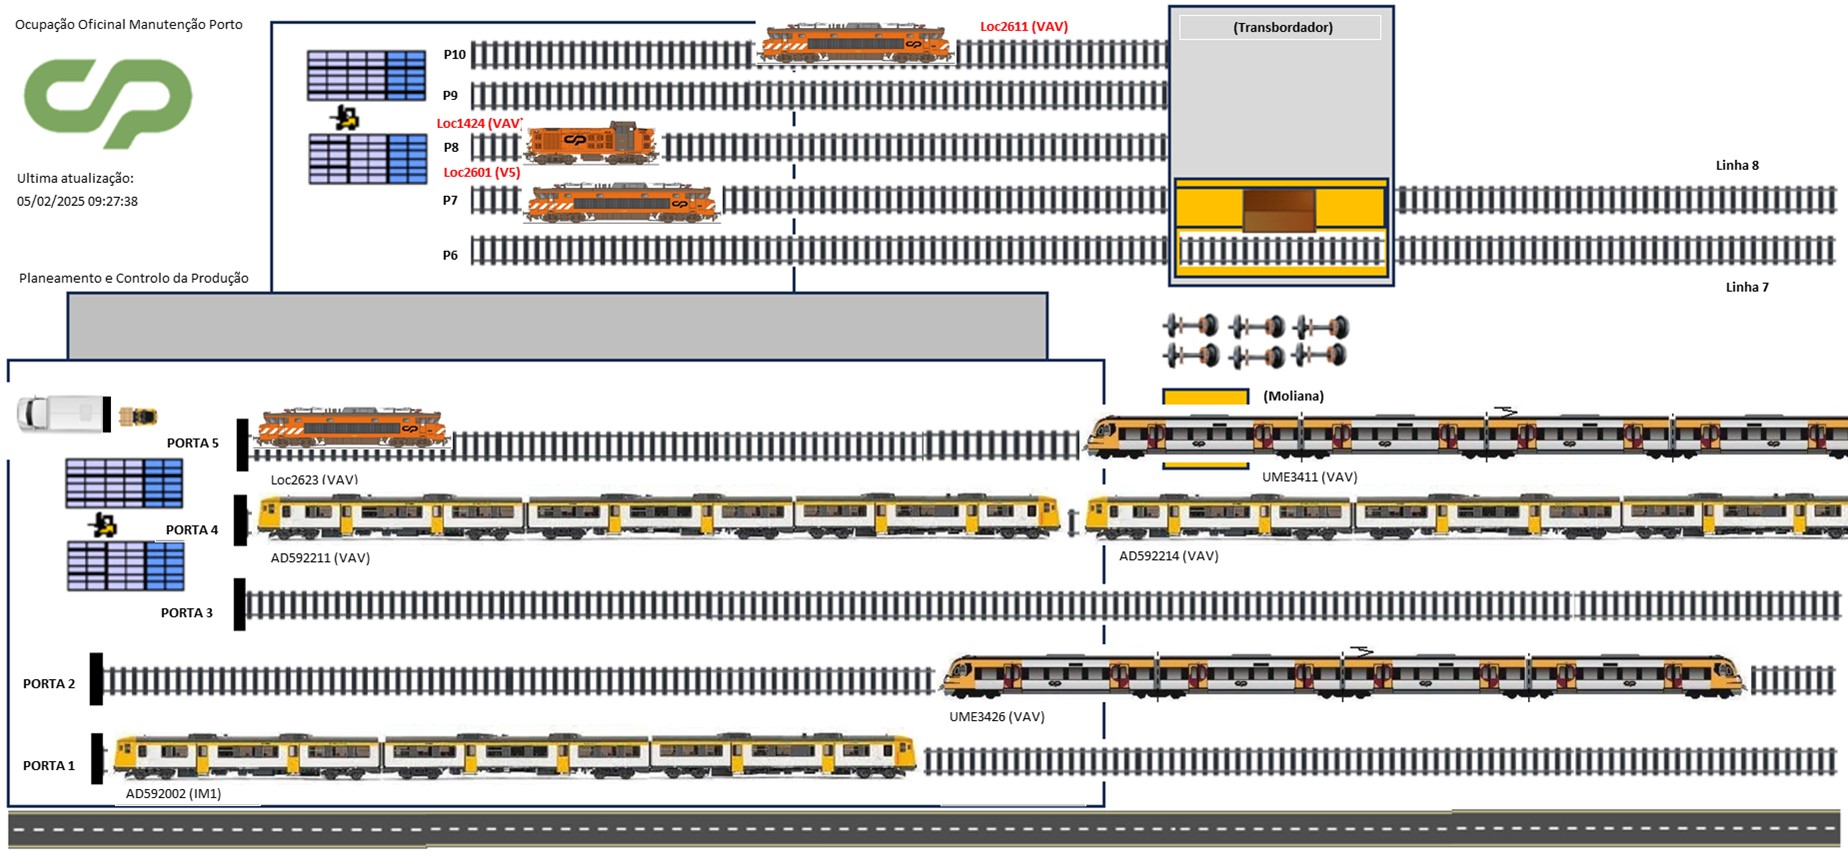 Ocupação Oficinal Manutenção Porto
Loc2611 (VAV)
(Transbordador)
P10
P9
Loc1424 (VAV)
P8
Loc2601 (V5)
Linha 8
Ultima atualização:
05/02/2025 09:27:38
P7
P6
Planeamento e Controlo da Produção
Linha 7
(Moliana)
PORTA 5
Loc2623 (VAV)
UME3411 (VAV)
PORTA 4
AD592211 (VAV)
AD592214 (VAV)
PORTA 3
PORTA 2
UME3426 (VAV)
PORTA 1
AD592002 (IM1)